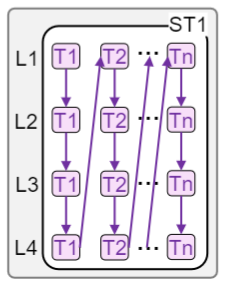 ST1
L1 T1 T2 ... Tn
L2 T1 T2 ... Tn
L3 T1 T2 ... Tn
L4 T1 T2 ... Tn